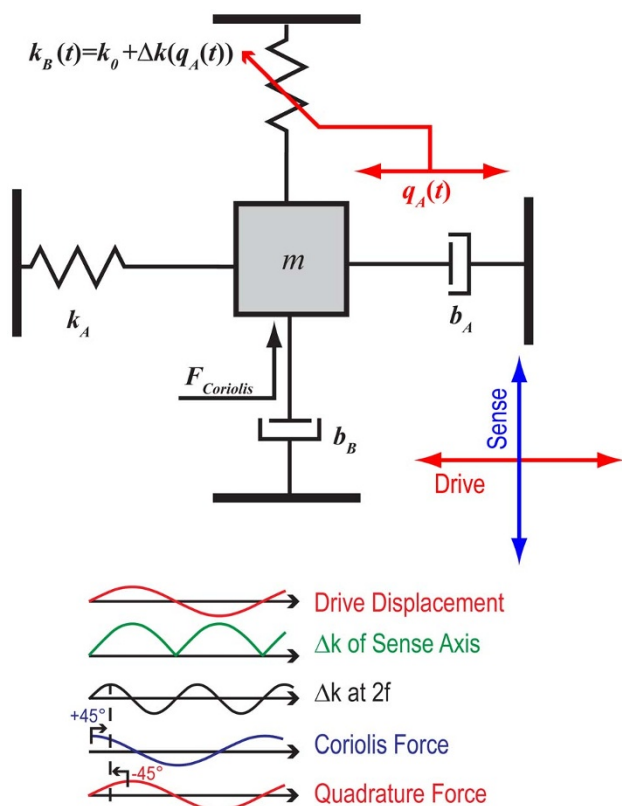 k_B(t)=k_0+Δk(q_A(t))
q_A(t)
m
k_A
b_A
F_Coriolis
b_B
Sense
Drive
Drive Displacement
Δk of Sense Axis
Δk at 2f
+45°
Coriolis Force
-45°
Quadrature Force